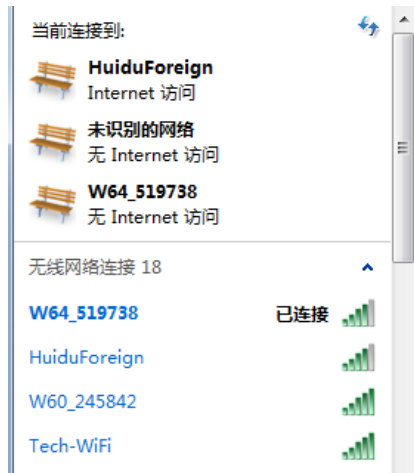 当前连接到:
HuiduForeign
Internet 访问
未识别的网络
无 Internet 访问
W64_519738
无 Internet 访问
无线网络连接 18
W64_519738 已连接
HuiduForeign
W60_245842
Tech-WiFi